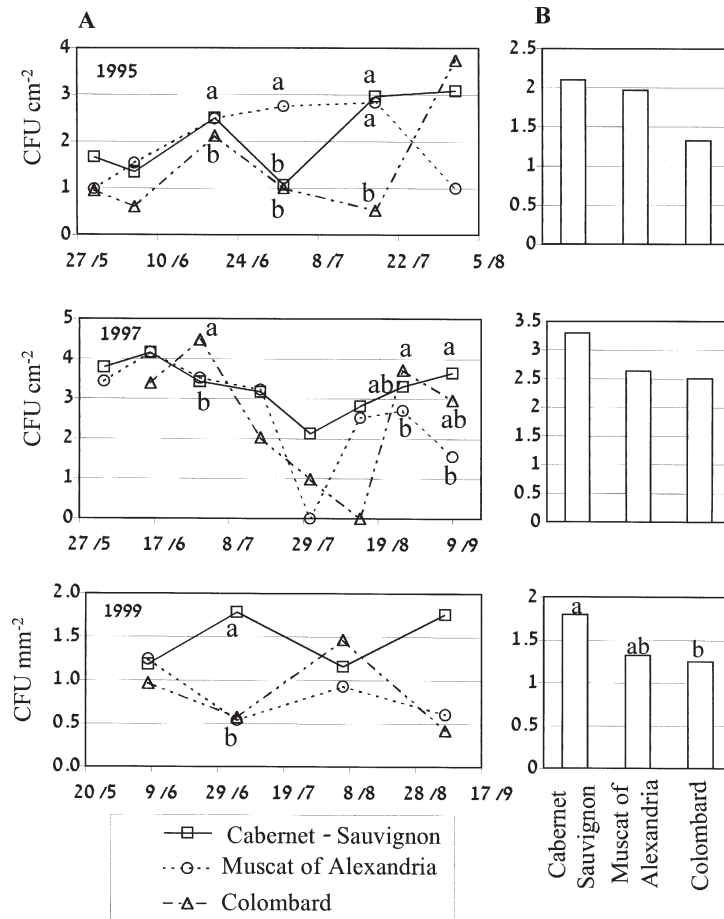 A
B
CFU cm-2
1995
4
3
2
1
0
a
a
a
a
b
b
b
b
27 /5 10 /6 24 /6 8 /7 22 /7 5 /8
2.5
2
1.5
1
0.5
0
CFU cm-2
1997
5
4
3
2
1
0
a
a
a
b
ab
b
ab
b
27 /5 17 /6 8 /7 29 /7 19 /8 9 /9
3.5
3
2.5
2.5
3
1
0.5
0
CFU mm-2
1999
2.0
1.5
1.0
0.5
0.0
a
b
20 /5 9 /6 29 /6 19 /7 8 /8 28 /8 17 /9
2
1.5
1
0.5
0
a
ab
b
Cabernet
Sauvignon
Muscat of
Alexandria
Colombard
Cabernet - Sauvignon
Muscat of Alexandria
Colombard